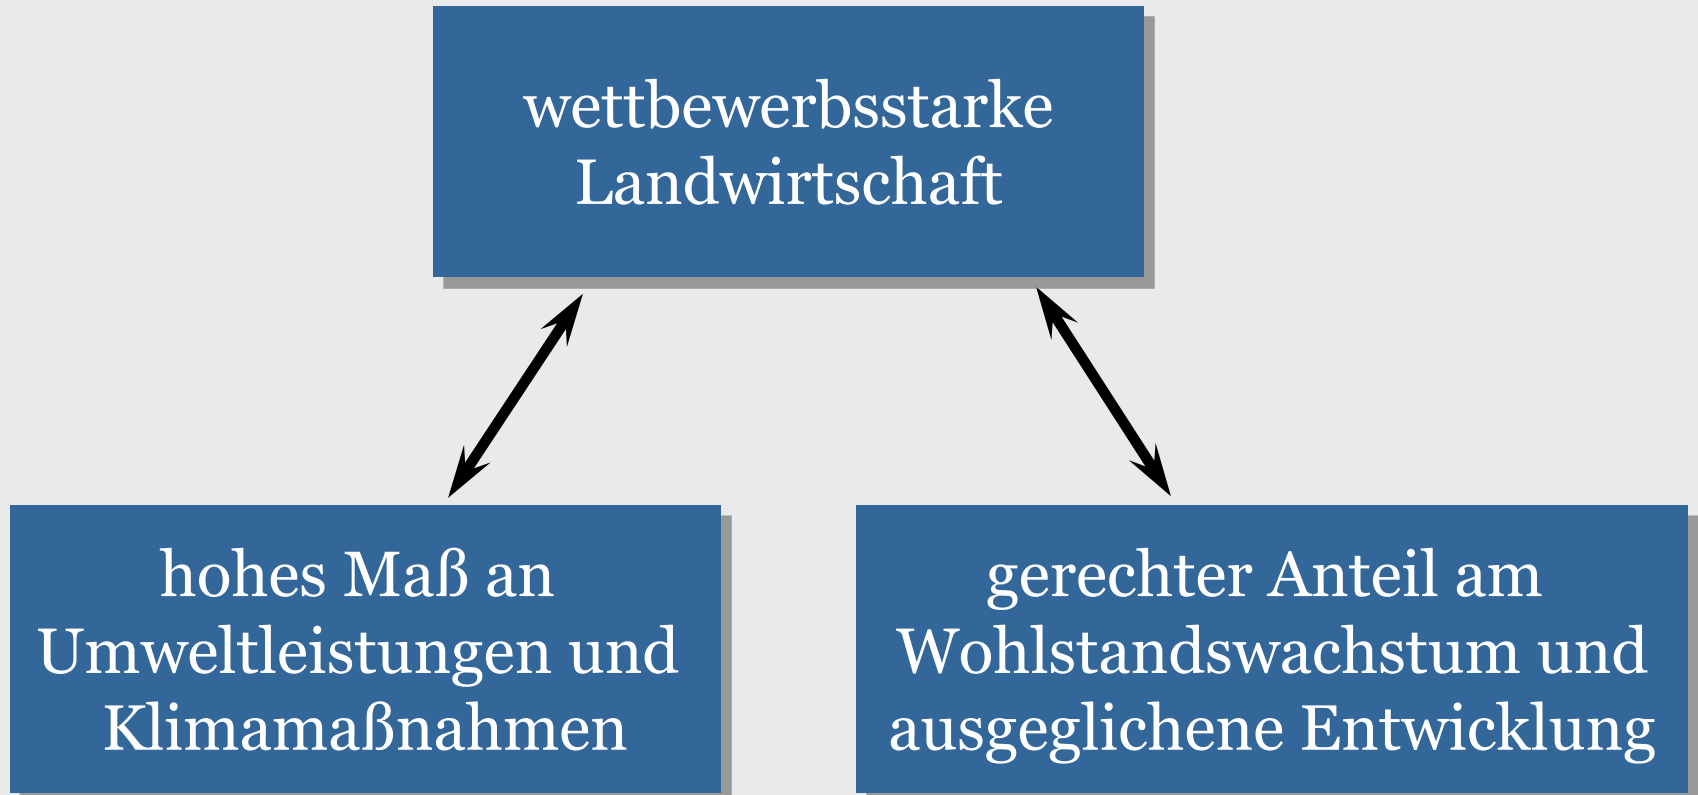 wettbewerbsstarke
Landwirtschaft
hohes Maß an
Umweltleistungen und
Klimamaßnahmen
gerechter Anteil am
Wohlstandswachstum und
ausgeglichene Entwicklung